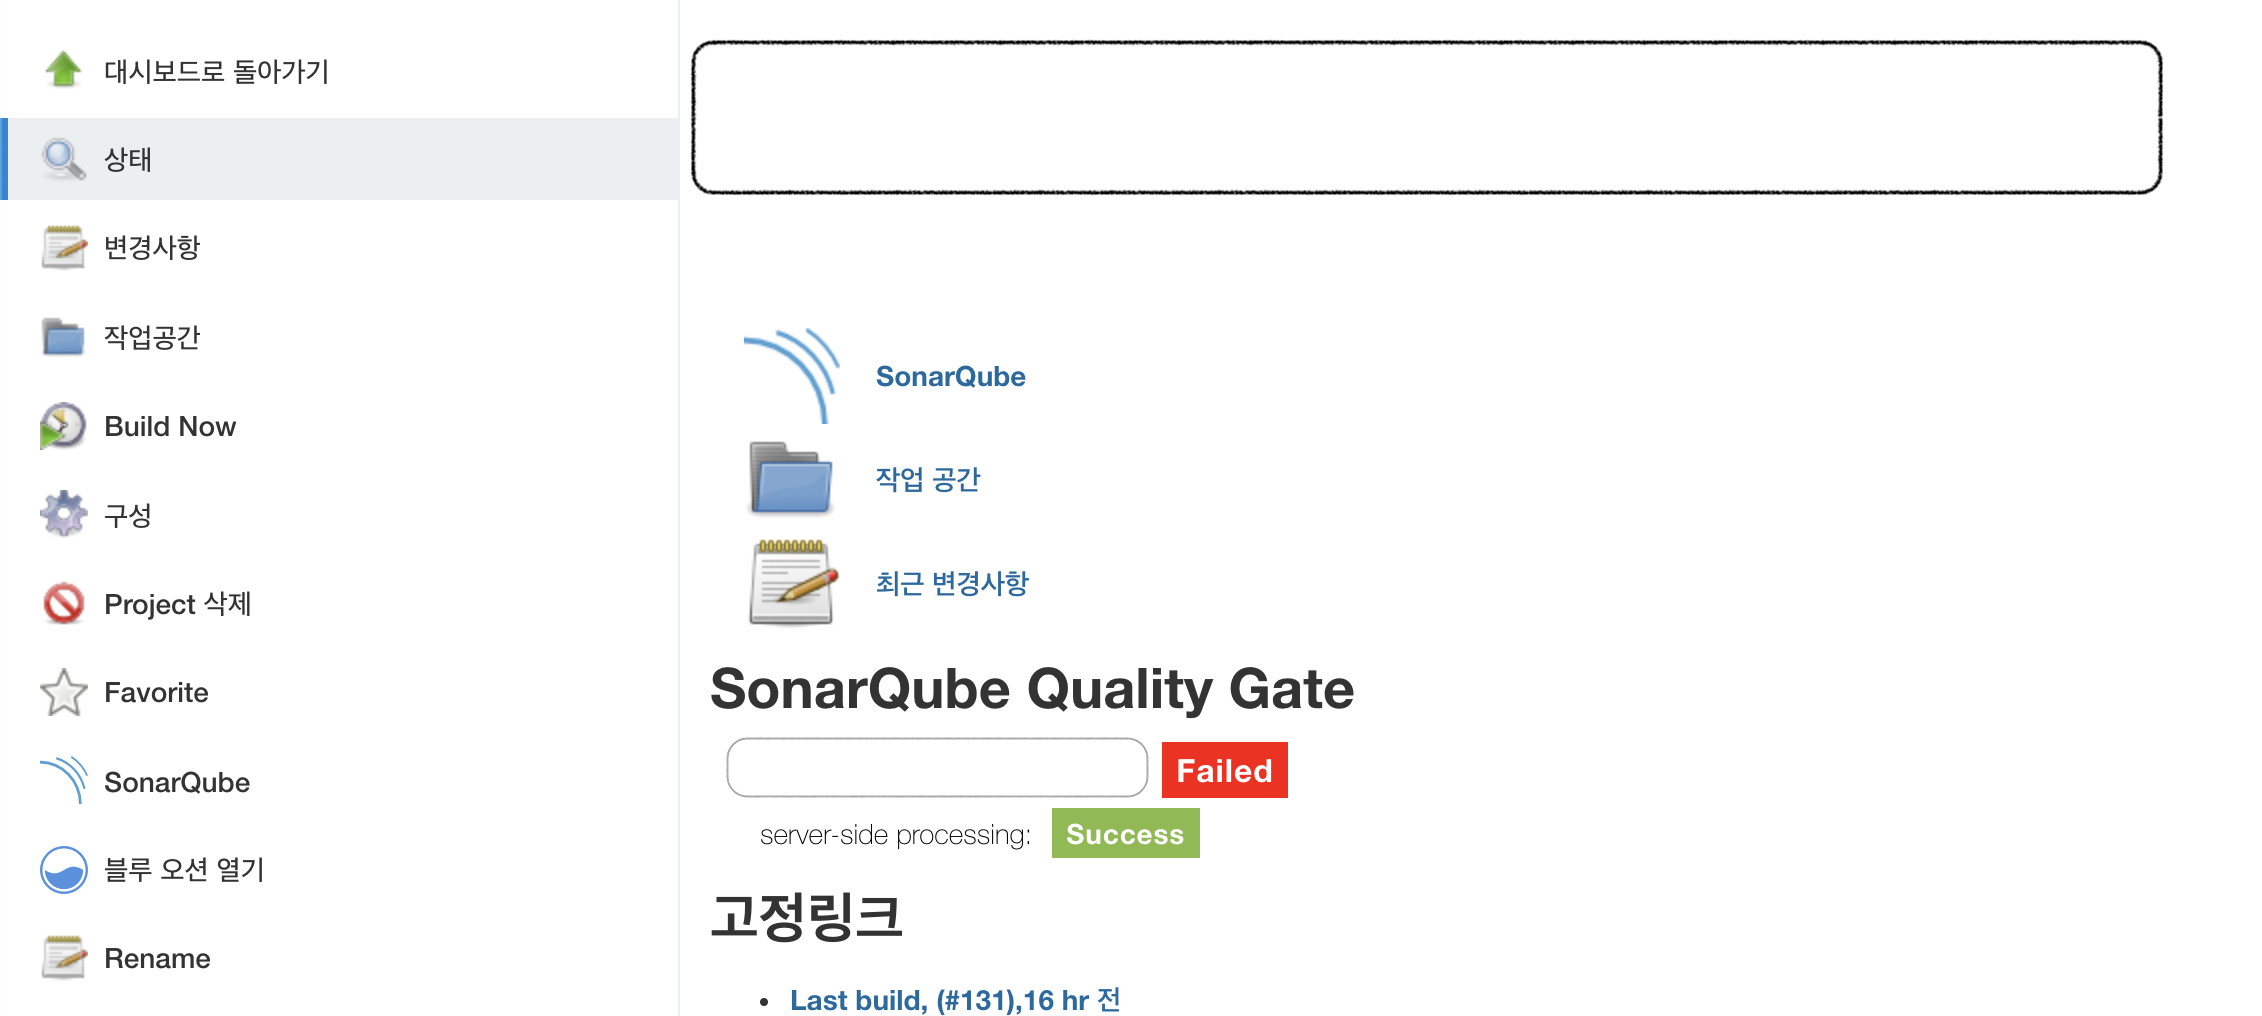 대시보드로 돌아가기
상태
변경사항
작업공간
Build Now
구성
Project 삭제
Favorite
SonarQube
블루 오션 열기
Rename
SonarQube
작업 공간
최근 변경사항
SonarQube Quality Gate
Failed
server-side processing: Success
고정링크
• Last build, (#131),16 hr 전